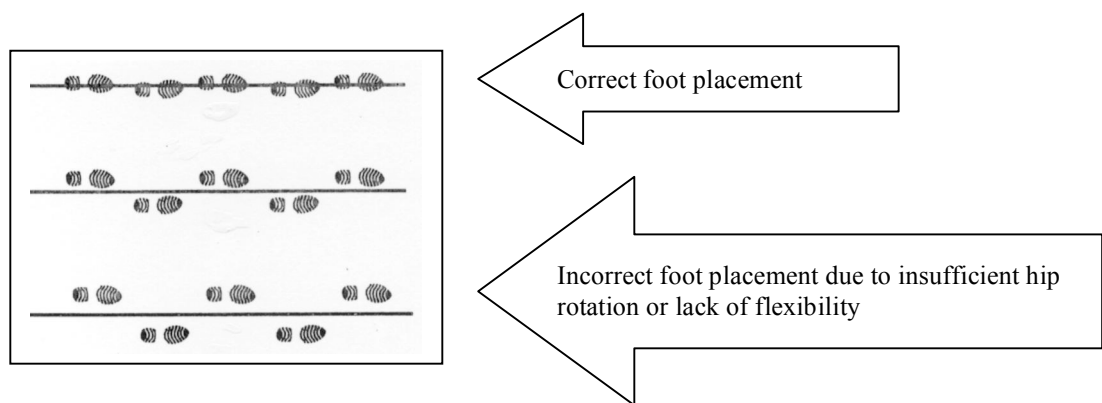 Correct foot placement
Incorrect foot placement due to insufficient hip
rotation or lack of flexibility